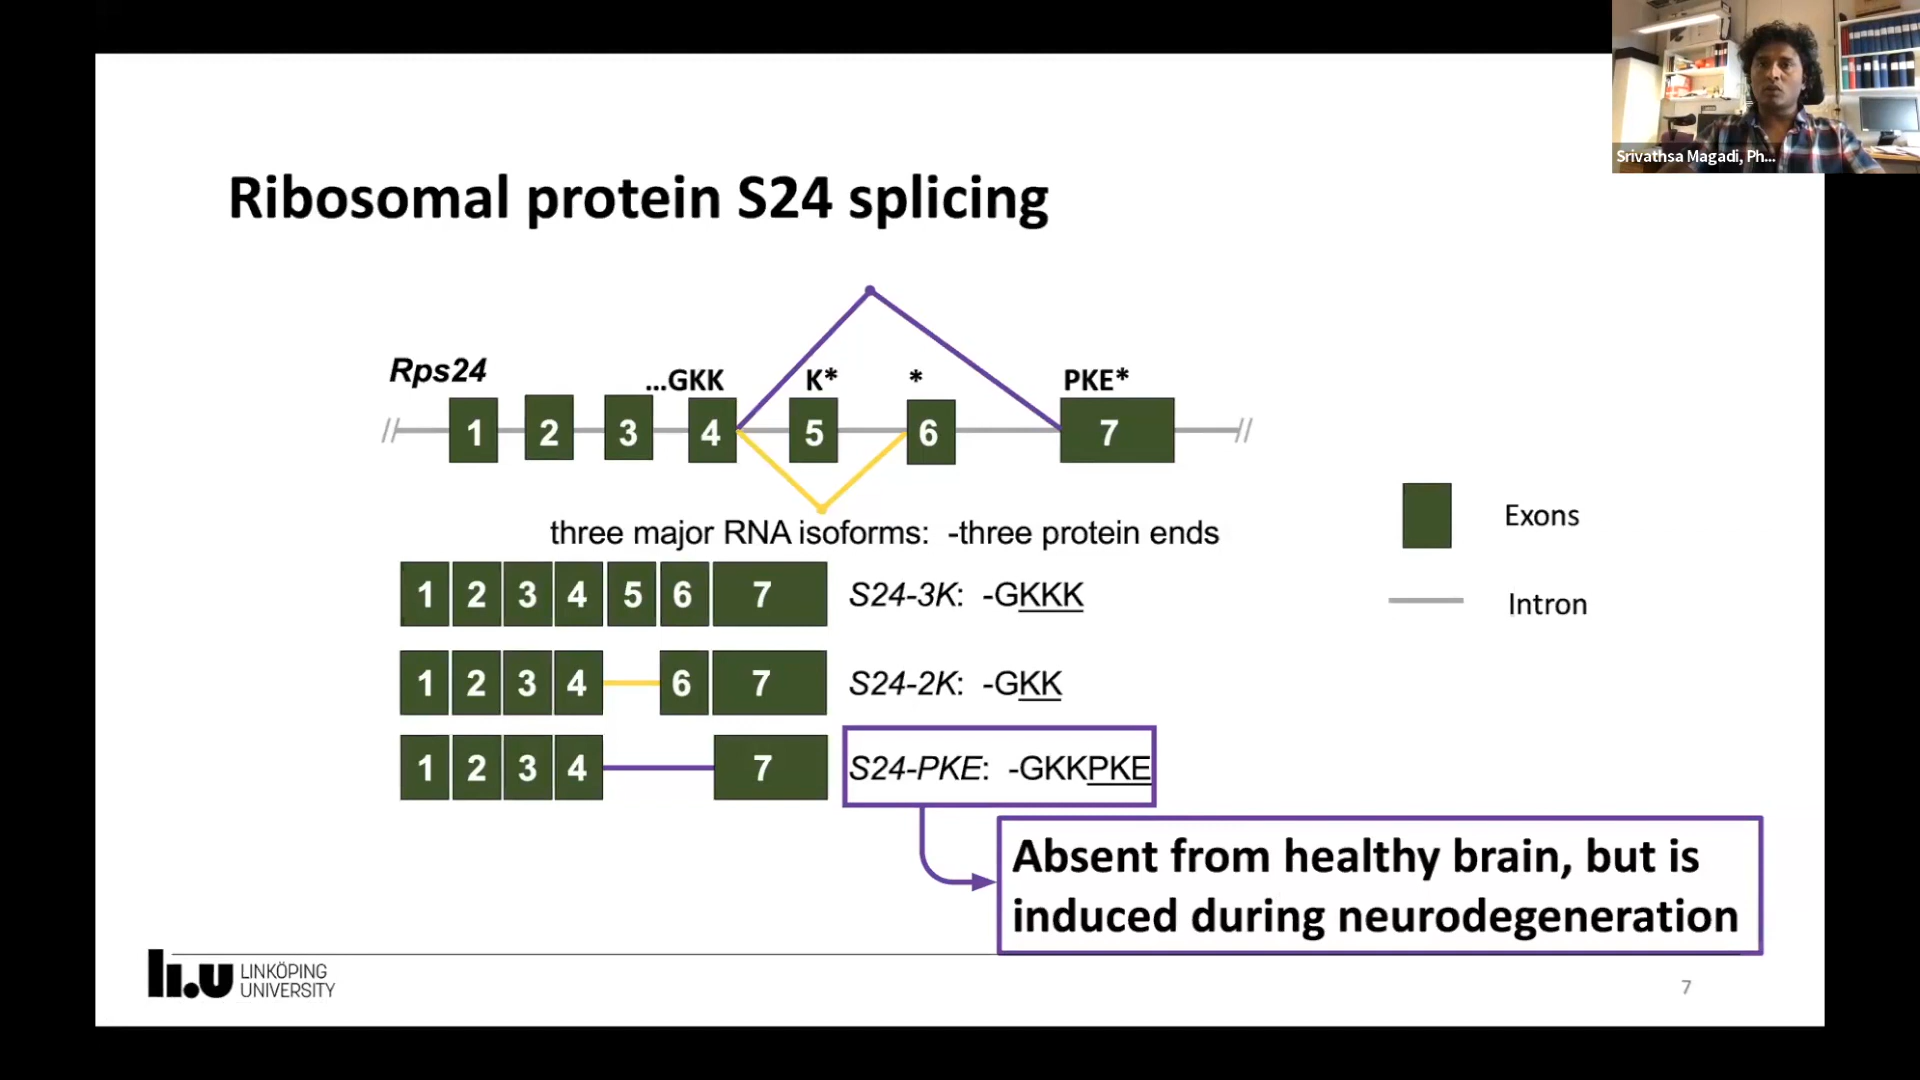 Srivathsa Magadi, Ph...
Ribosomal protein S24 splicing
Rps24
...GKK K* * PKE*
// 1 2 3 4 5 6 7 //
three major RNA isoforms: -three protein ends
1 2 3 4 5 6 7 S24-3K: -GKKK
1 2 3 4 6 7 S24-2K: -GKK
1 2 3 4 7 S24-PKE: -GKKPKE
Exons
Intron
Absent from healthy brain, but is
induced during neurodegeneration
li.u LINKÖPING
UNIVERSITY
7